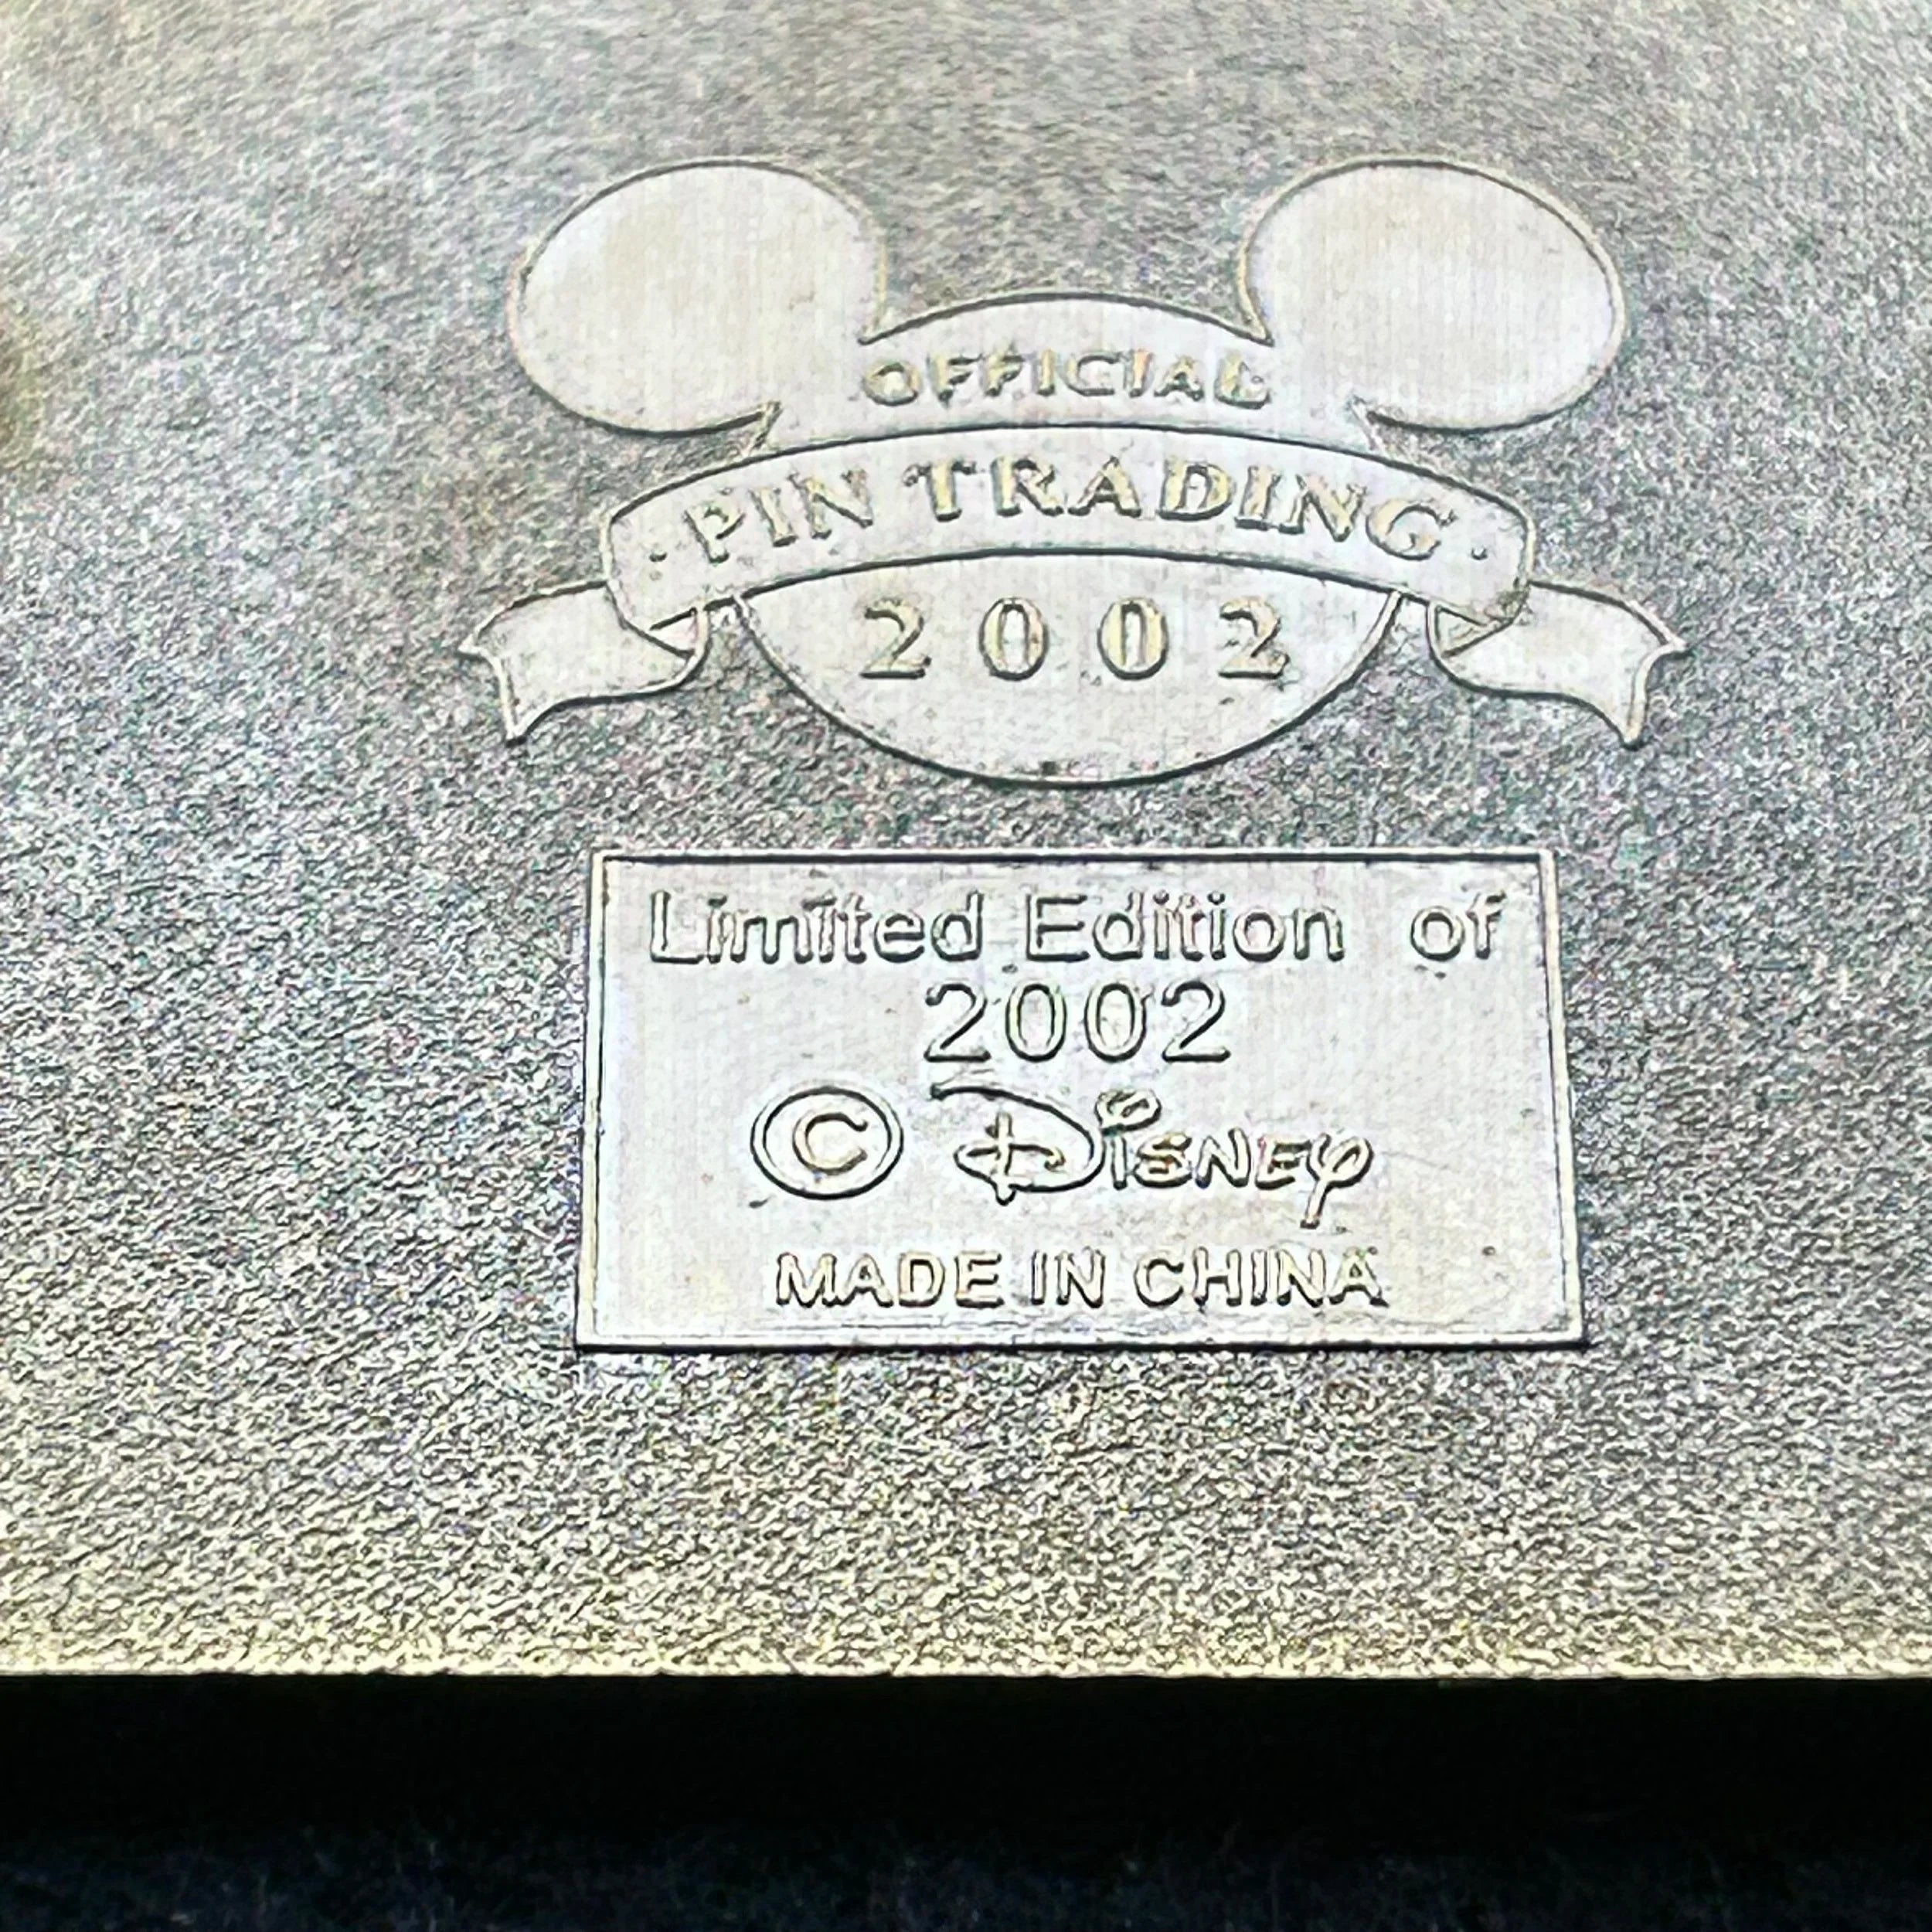 OFFICIAL
· PIN TRADING ·
2002
Limited Edition of
2002
© Disney
MADE IN CHINA